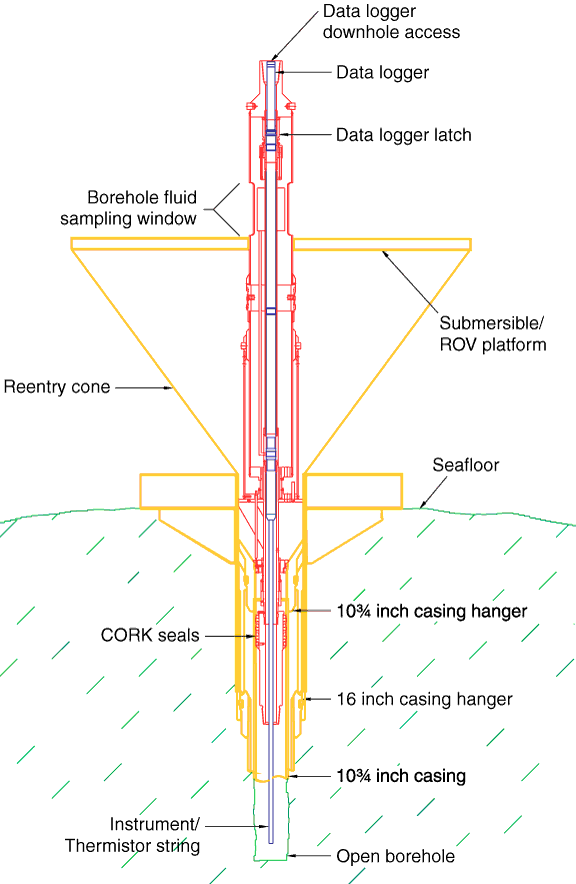 Data logger
downhole access
Data logger
Data logger latch
Borehole fluid
sampling window
Submersible/
ROV platform
Reentry cone
Seafloor
10¾ inch casing hanger
CORK seals
16 inch casing hanger
10¾ inch casing
Instrument/
Thermistor string
Open borehole